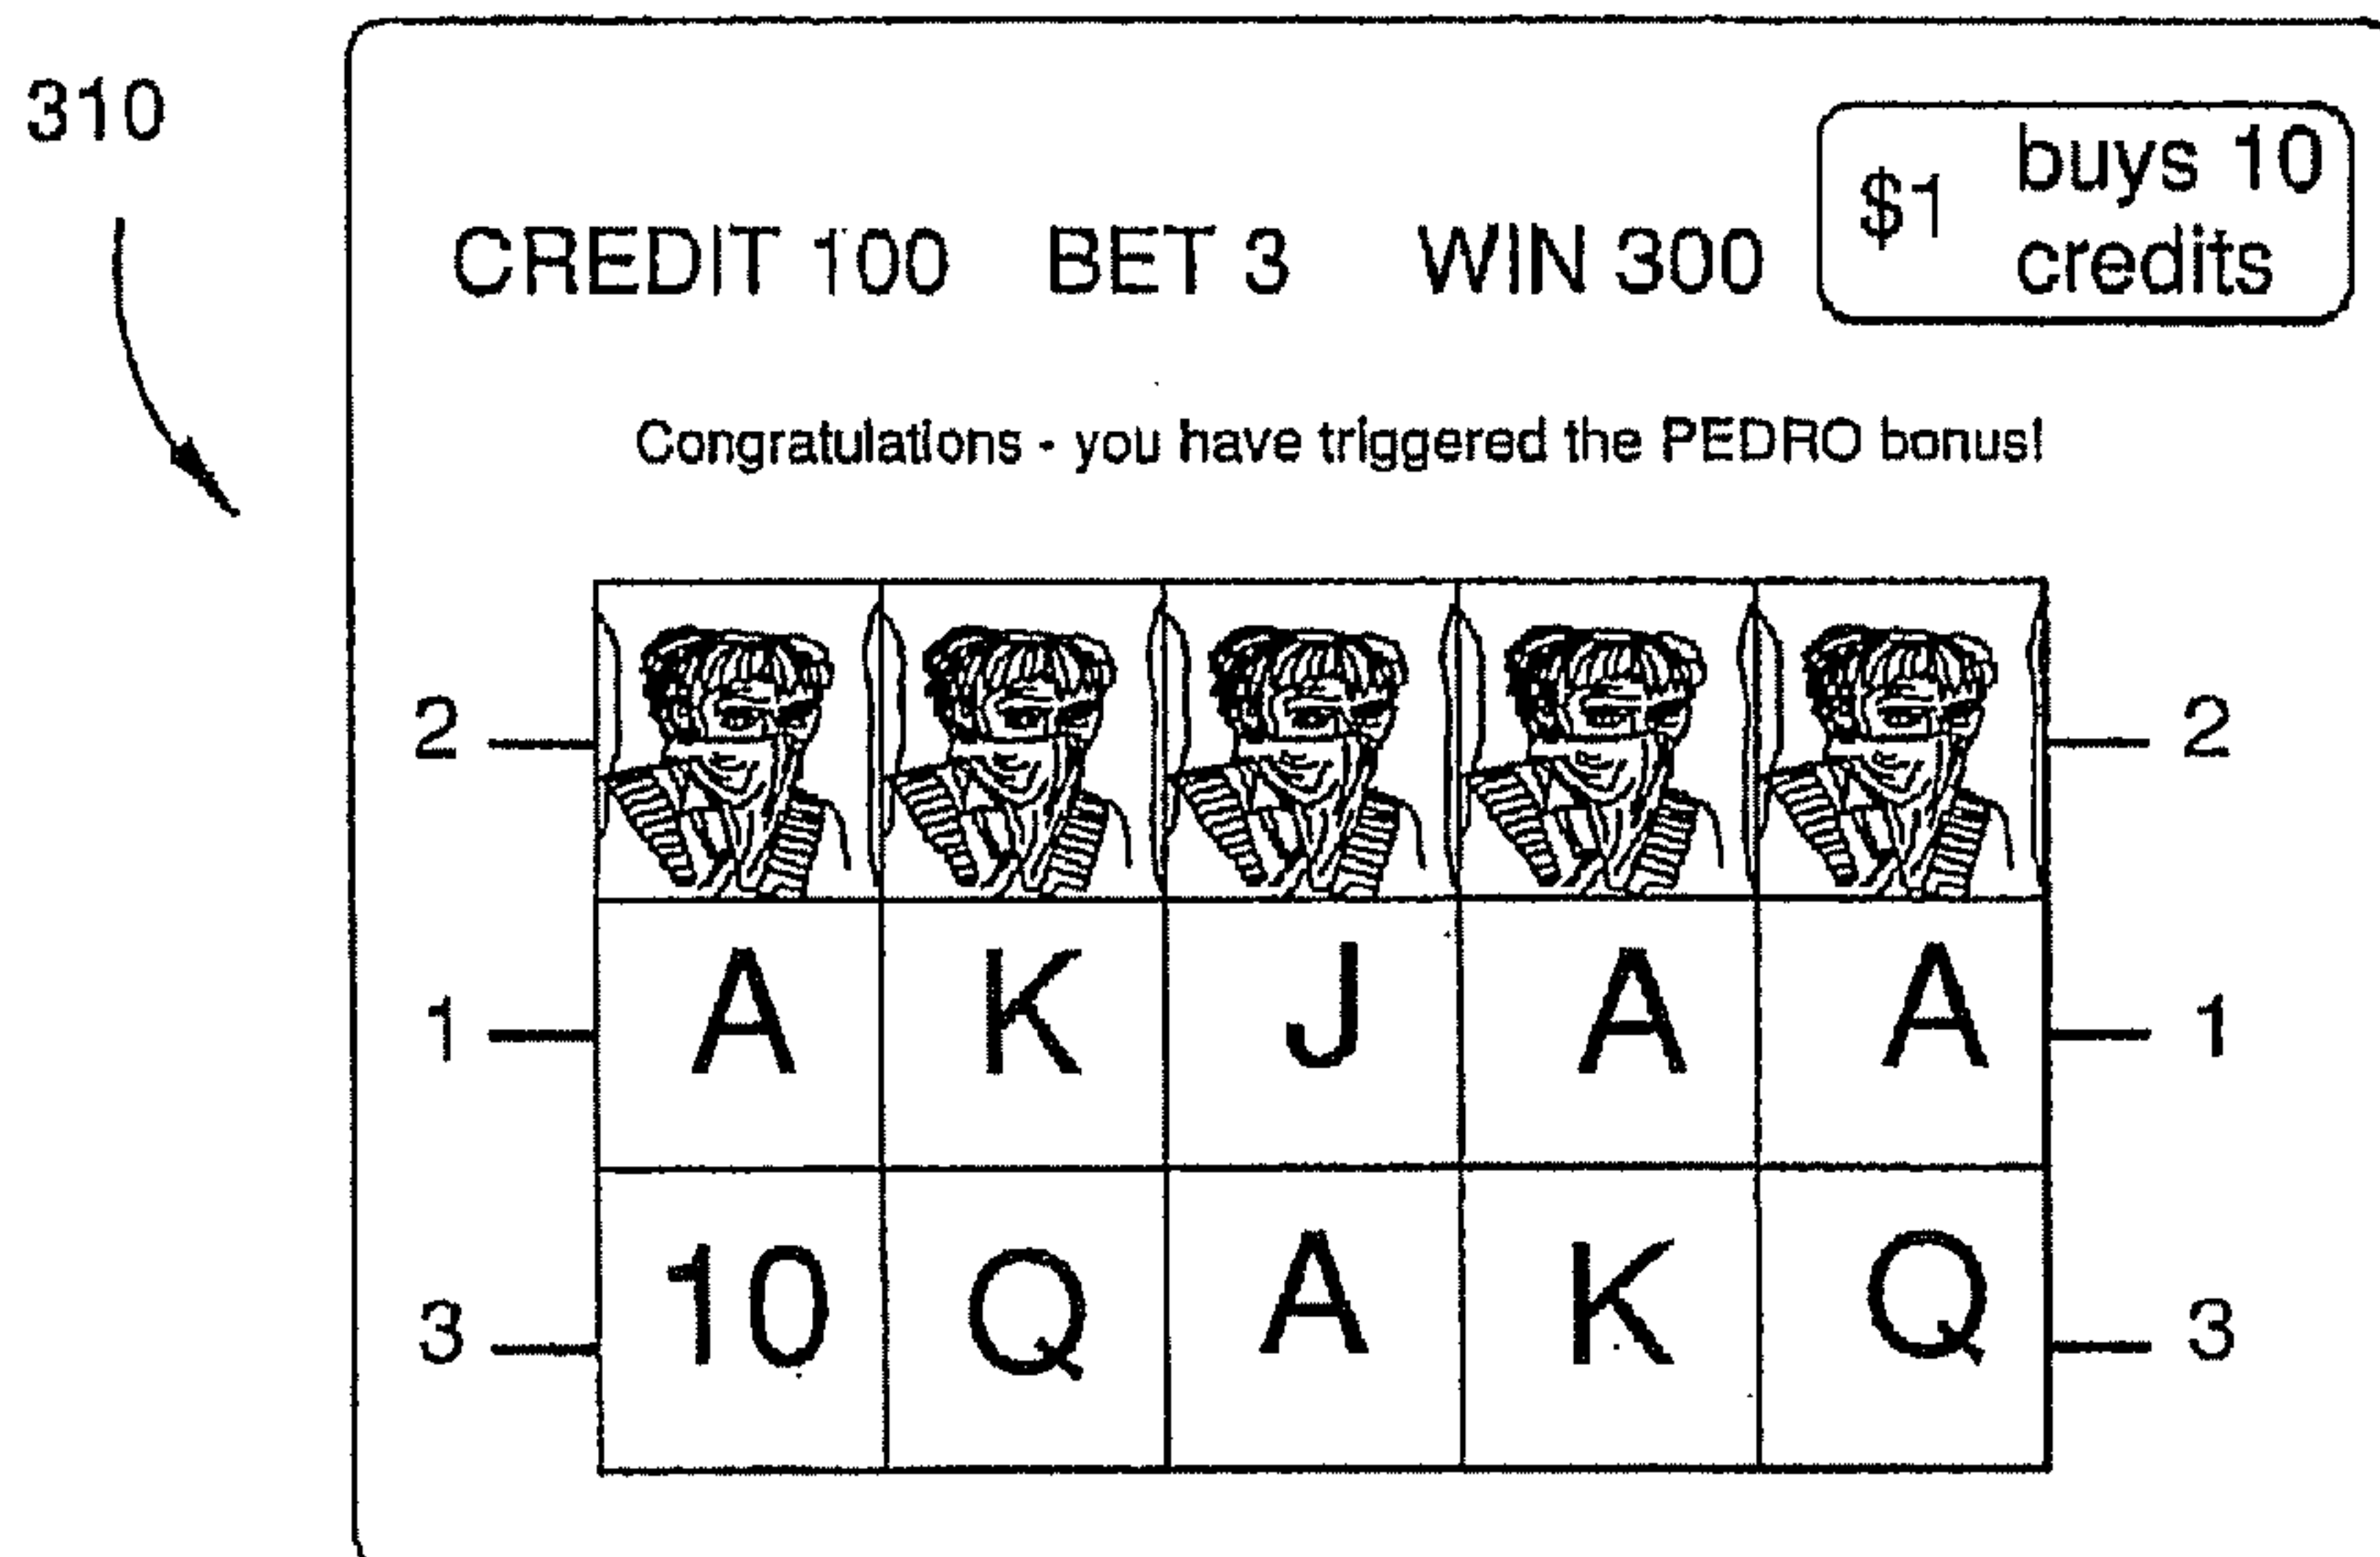 310
$1 buys 10
credits
CREDIT 100 BET 3 WIN 300
Congratulations - you have triggered the PEDRO bonus!
2 2
1 A K J A A 1
3 10 Q A K Q 3